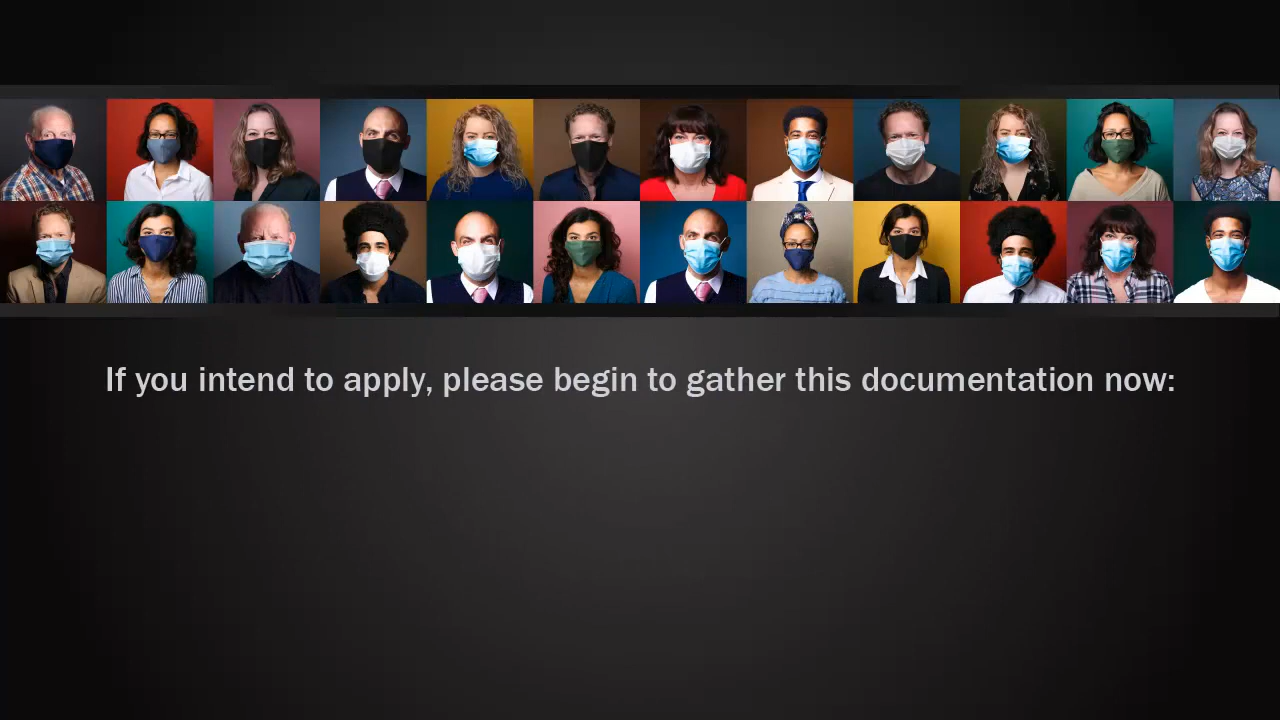 If you intend to apply, please begin to gather this documentation now: